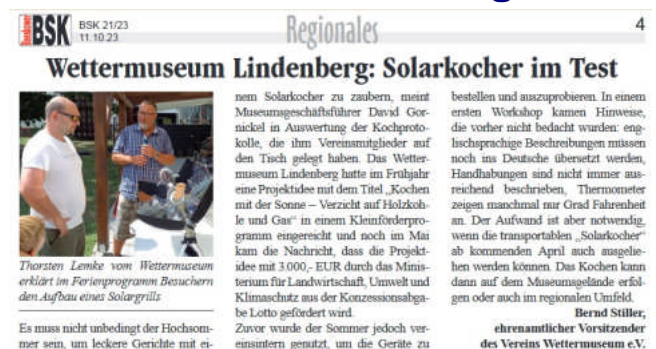 BSK
BSK 21/23
11.10.23
Regionales
4
Wettermuseum Lindenberg: Solarkocher im Test
Thorsten Lemke vom Wettermuseum
erklärt im Ferienprogramm Besuchern
den Aufbau eines Solargrills
Es muss nicht unbedingt der Hochsom-
mer sein, um leckere Gerichte mit ei-
nem Solarkocher zu zaubern, meint
Museumsgeschäftsführer David Gor-
nickel in Auswertung der Kochproto-
kolle, die ihm Vereinsmitglieder auf
den Tisch gelegt haben. Das Wetter-
museum Lindenberg hatte im Frühjahr
eine Projektidee mit dem Titel „Kochen
mit der Sonne – Verzicht auf Holzkoh-
le und Gas“ in einem Kleinförderpro-
gramm eingereicht und noch im Mai
kam die Nachricht, dass die Projekt-
idee mit 3.000,- EUR durch das Minis-
terium für Landwirtschaft, Umwelt und
Klimaschutz aus der Konzessionsabga-
be Lotto gefördert wird.
Zuvor wurde der Sommer jedoch ver-
einsintern genutzt, um die Geräte zu
bestellen und auszuprobieren. In einem
ersten Workshop kamen Hinweise,
die vorher nicht bedacht wurden: eng-
lischsprachige Beschreibungen müssen
noch ins Deutsche übersetzt werden,
Handhabungen sind nicht immer aus-
reichend beschrieben, Thermometer
zeigen manchmal nur Grad Fahrenheit
an. Der Aufwand ist aber notwendig,
wenn die transportablen „Solarkocher“
ab kommenden April auch ausgelie-
hen werden können. Das Kochen kann
dann auf dem Museumsgelände erfol-
gen oder auch im regionalen Umfeld.
Bernd Stiller,
ehrenamtlicher Vorsitzender
des Vereins Wettermuseum e.V.